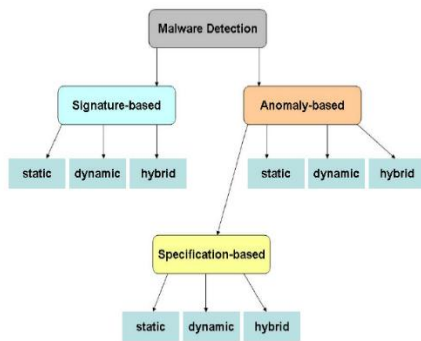 Malware Detection
Signature-based
Anomaly-based
static
dynamic
hybrid
static
dynamic
hybrid
Specification-based
static
dynamic
hybrid